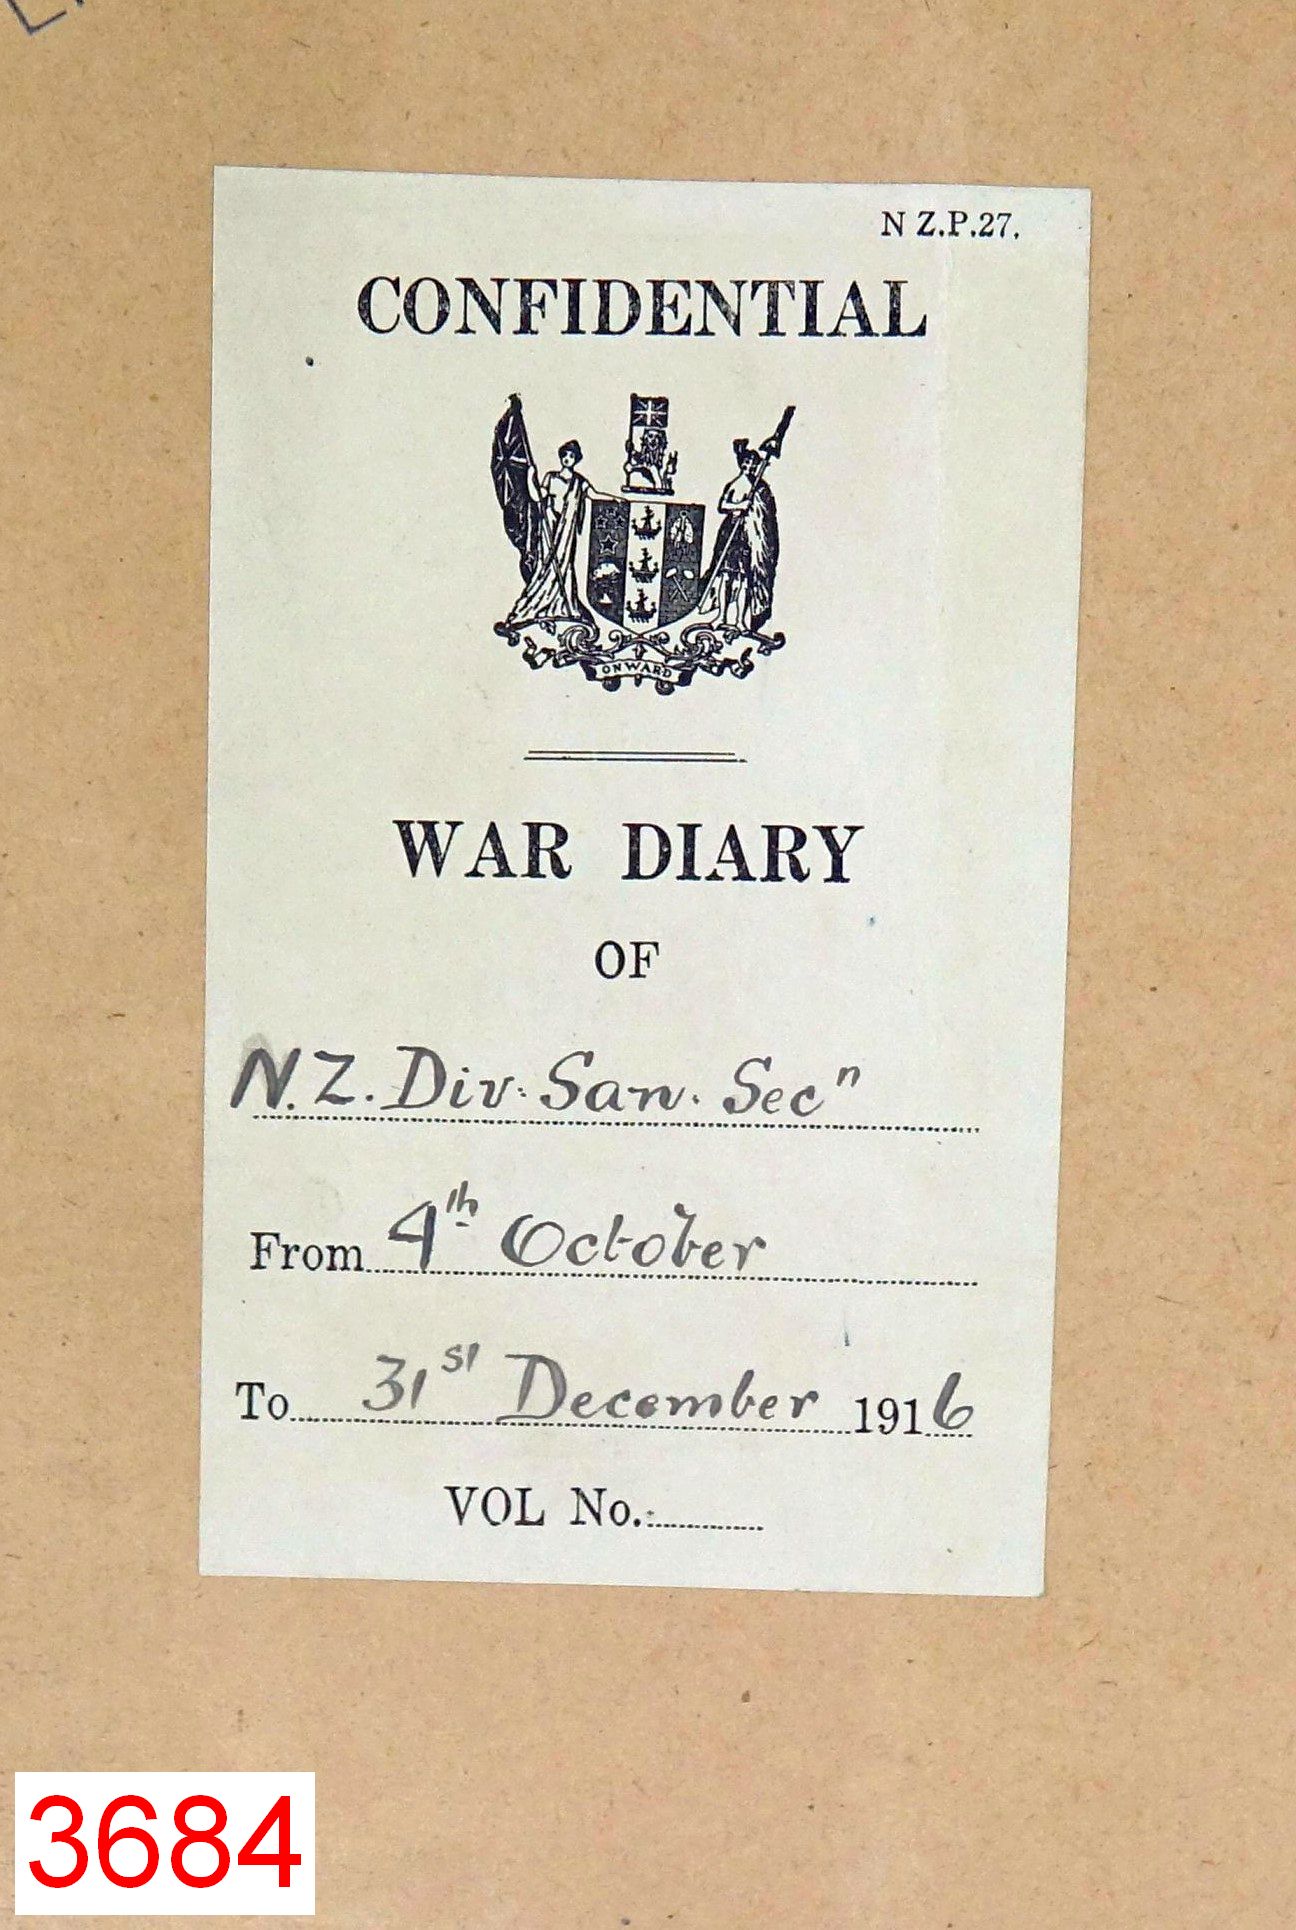 N Z.P.27.
CONFIDENTIAL
ONWARD
WAR DIARY
OF
N.Z. Div. San. Secⁿ
From 4th October
To 31st December 1916
VOL No.
3684